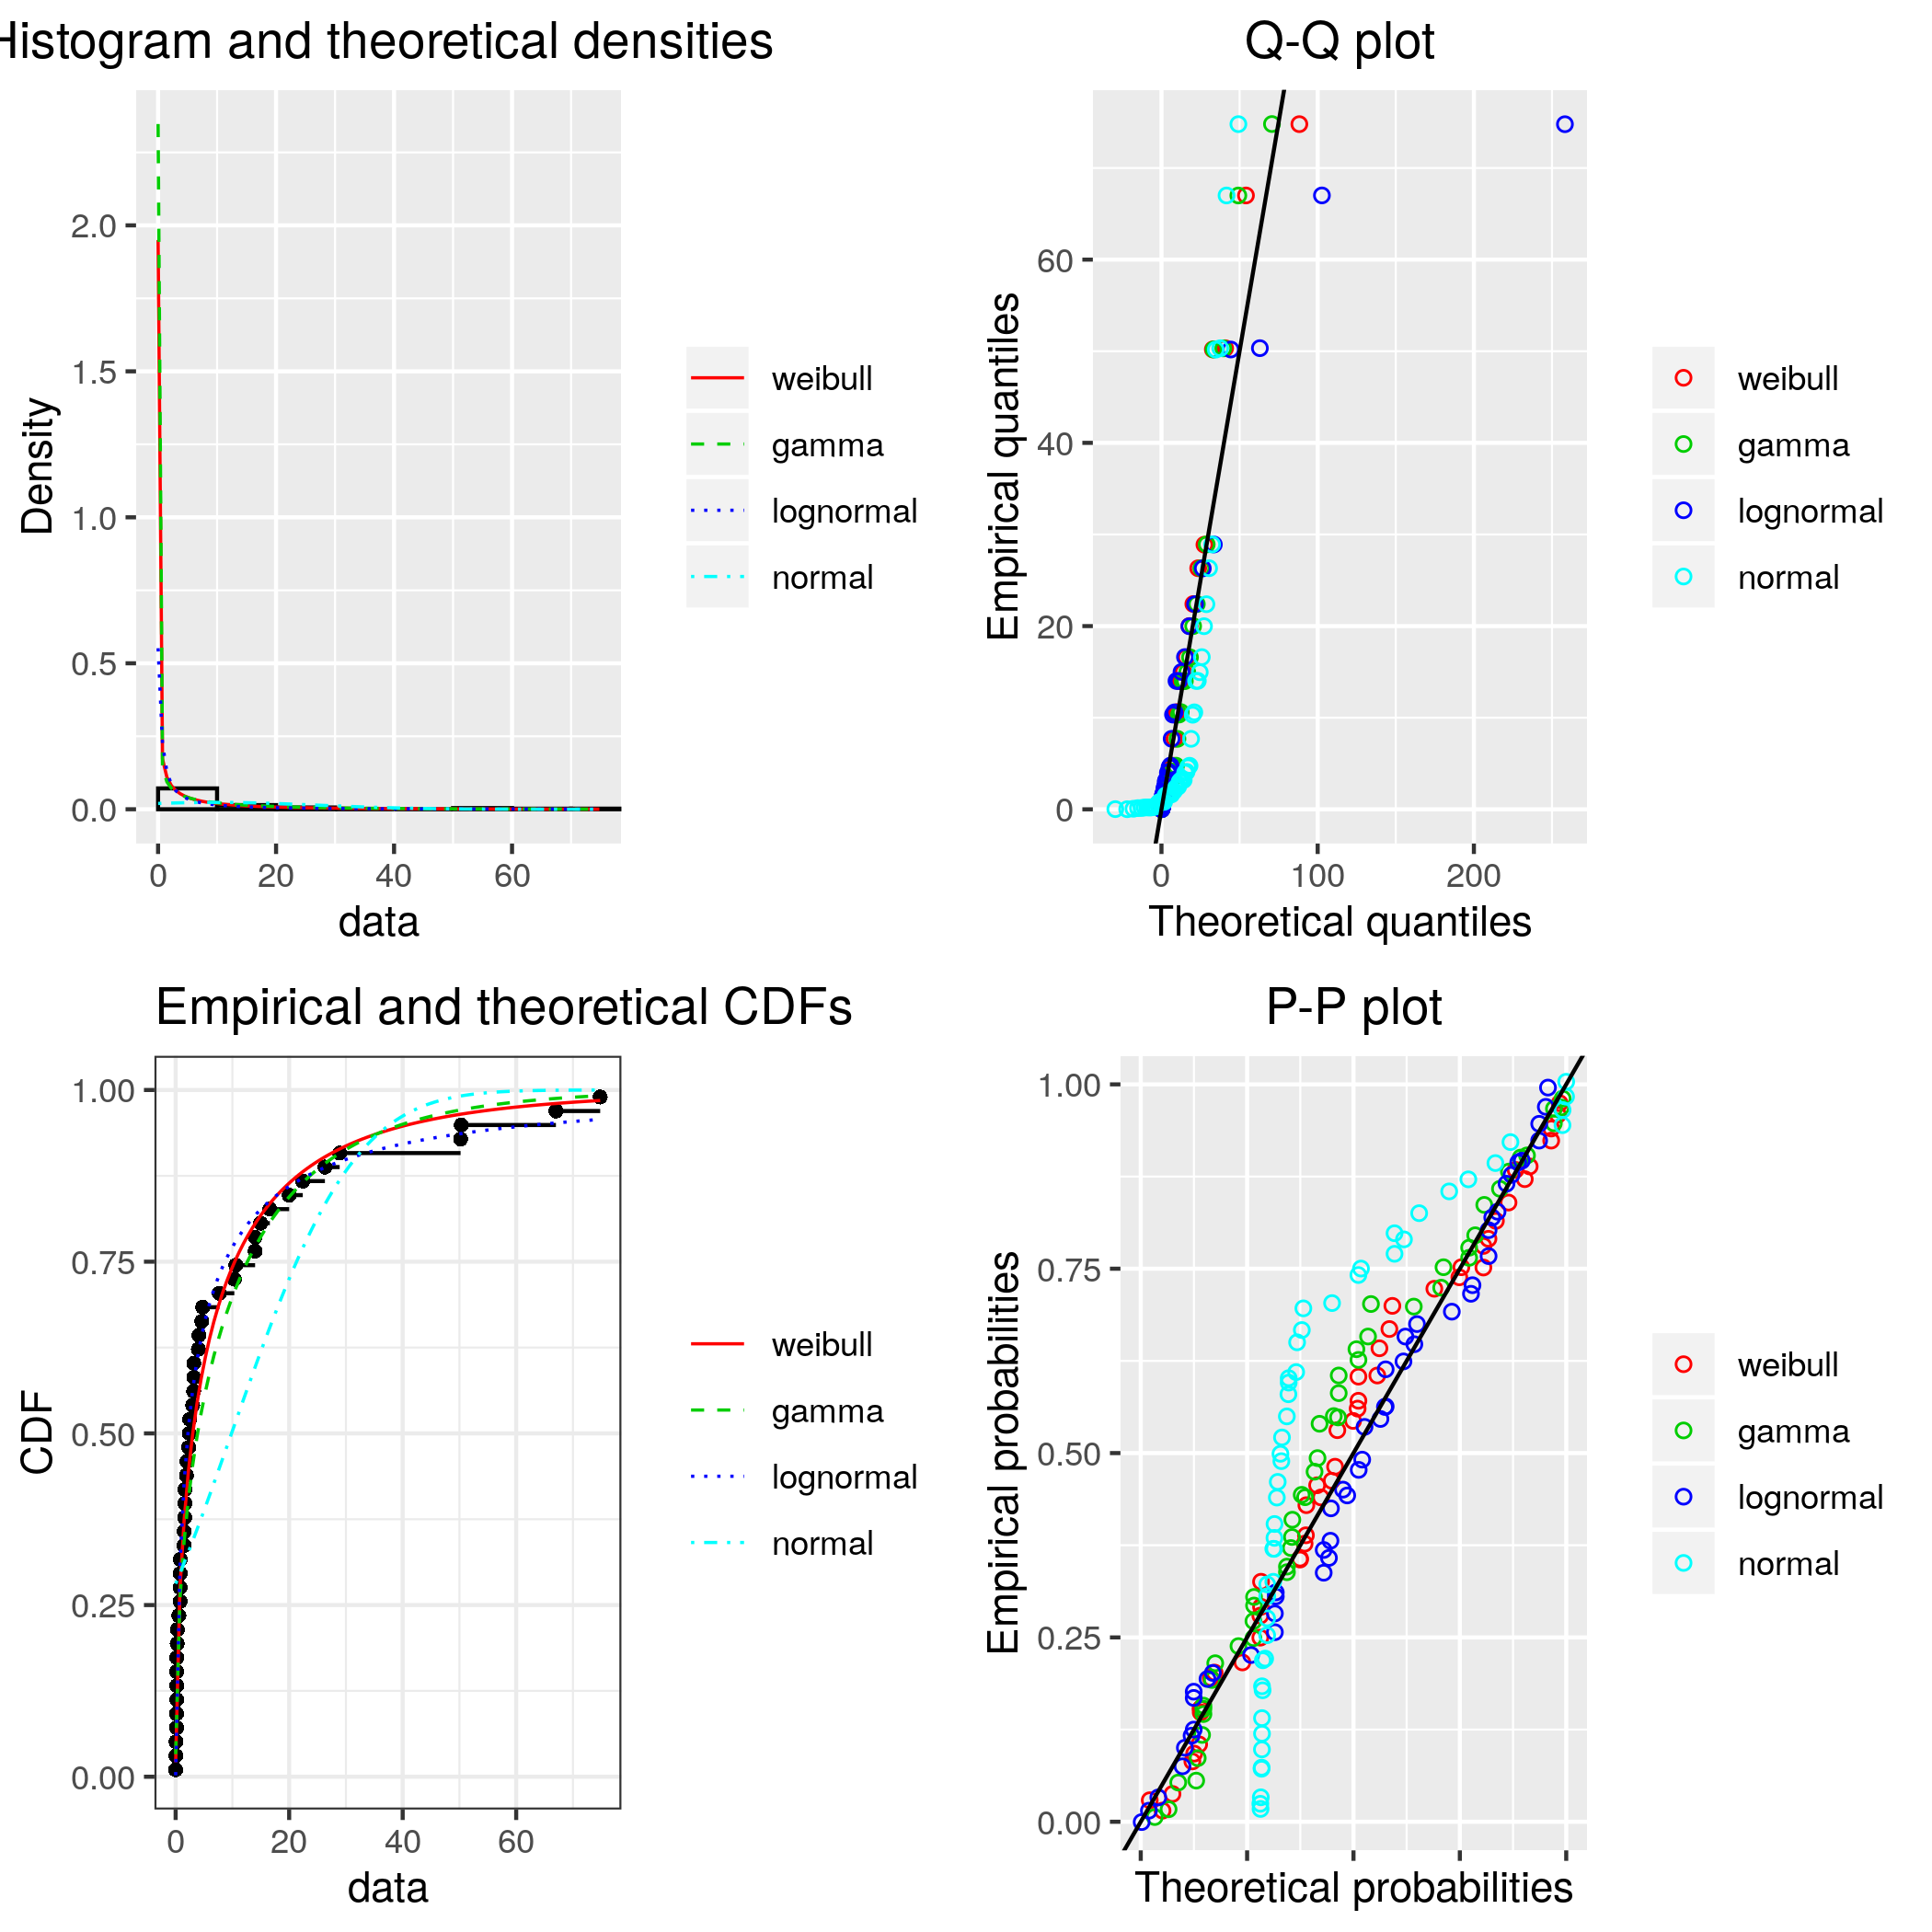 Histogram and theoretical densities
Density
2.0
1.5
1.0
0.5
0.0
0 20 40 60
data
weibull
gamma
lognormal
normal
Q-Q plot
Empirical quantiles
60
40
20
0
0 100 200
Theoretical quantiles
weibull
gamma
lognormal
normal
Empirical and theoretical CDFs
CDF
1.00
0.75
0.50
0.25
0.00
0 20 40 60
data
weibull
gamma
lognormal
normal
P-P plot
Empirical probabilities
1.00
0.75
0.50
0.25
0.00
Theoretical probabilities
weibull
gamma
lognormal
normal